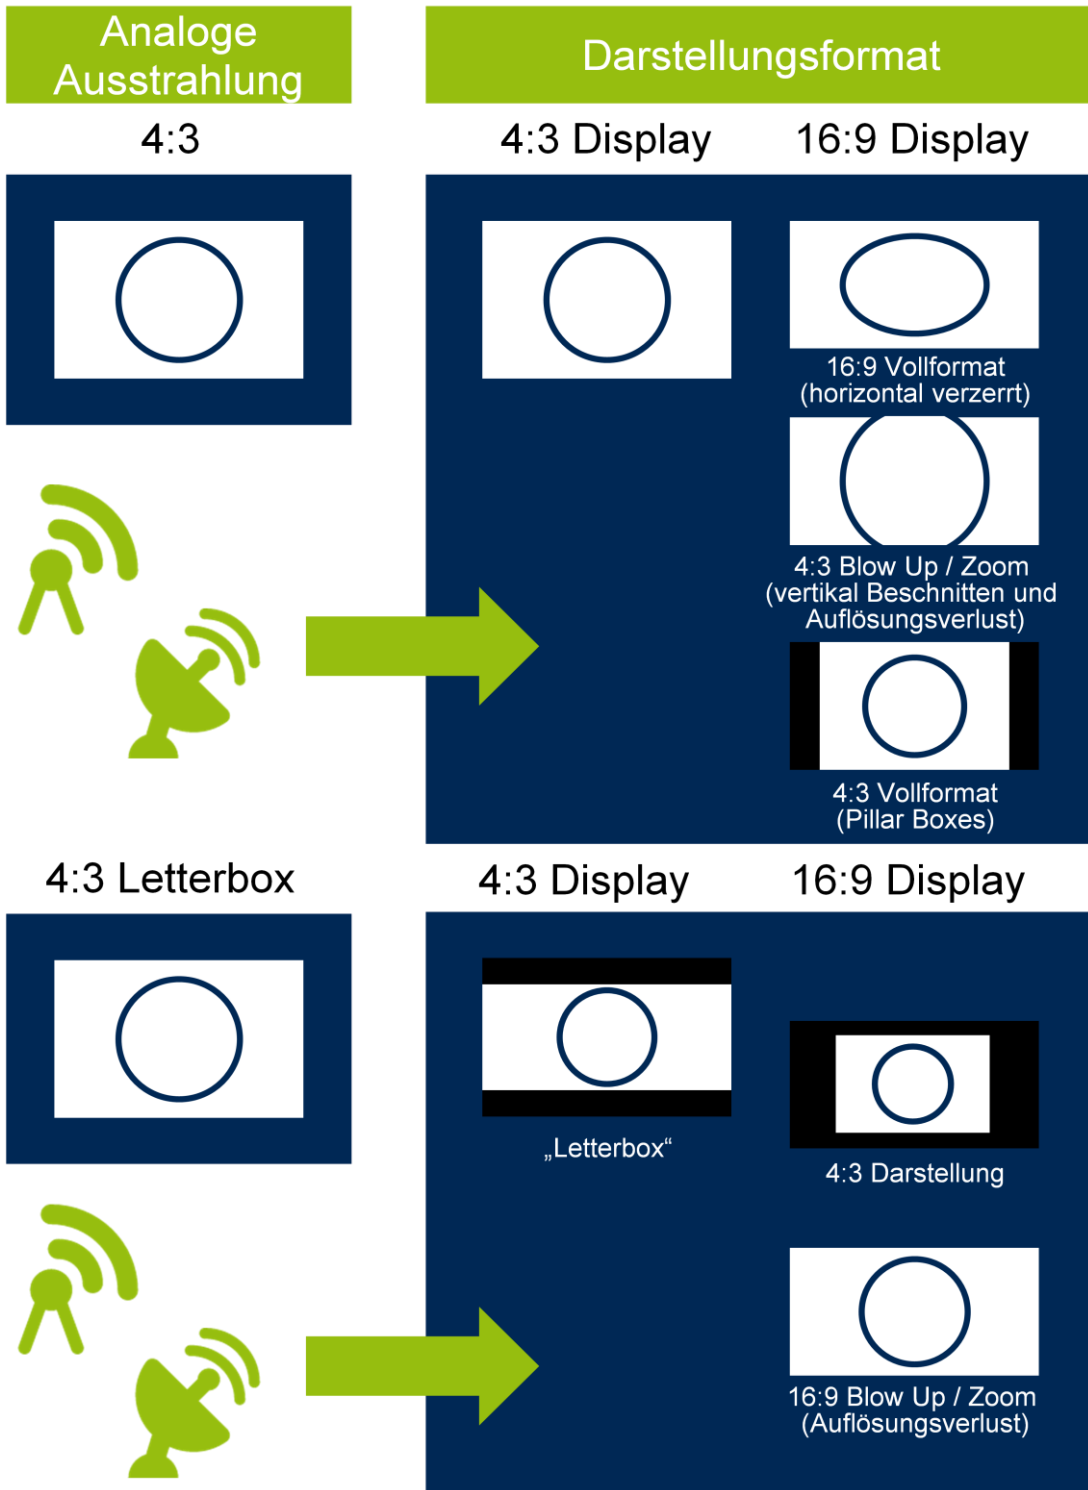 Analoge
Ausstrahlung
Darstellungsformat
4:3
4:3 Display
16:9 Display
16:9 Vollformat
(horizontal verzerrt)
4:3 Blow Up / Zoom
(vertikal Beschnitten und
Auflösungsverlust)
4:3 Vollformat
(Pillar Boxes)
4:3 Letterbox
4:3 Display
16:9 Display
„Letterbox“
4:3 Darstellung
16:9 Blow Up / Zoom
(Auflösungsverlust)